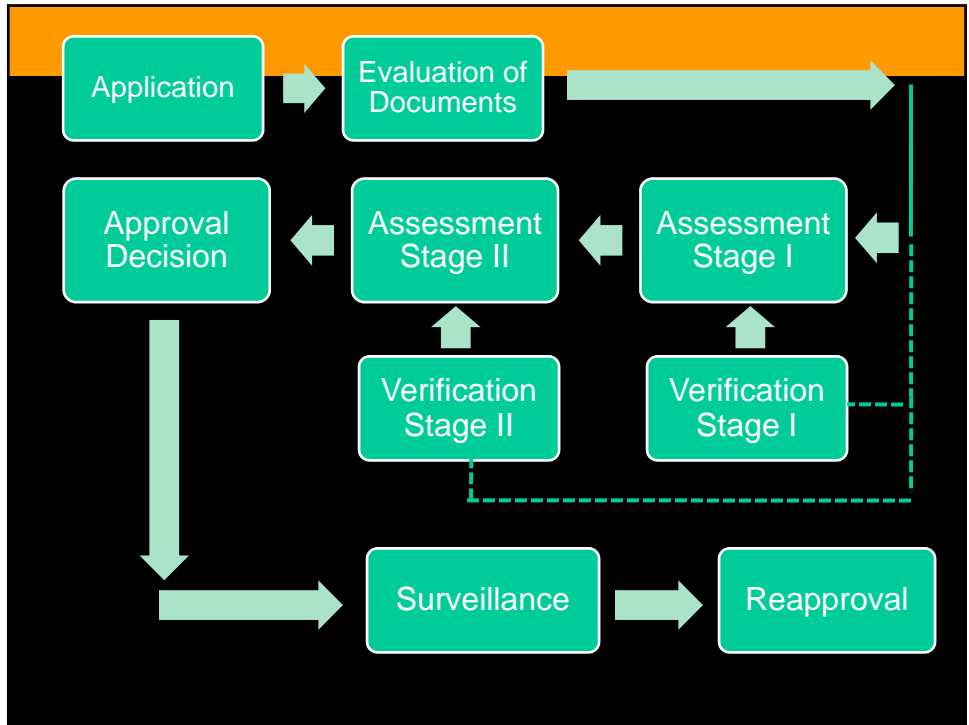 Application
Evaluation of
Documents
Approval
Decision
Assessment
Stage II
Assessment
Stage I
Verification
Stage II
Verification
Stage I
Surveillance
Reapproval